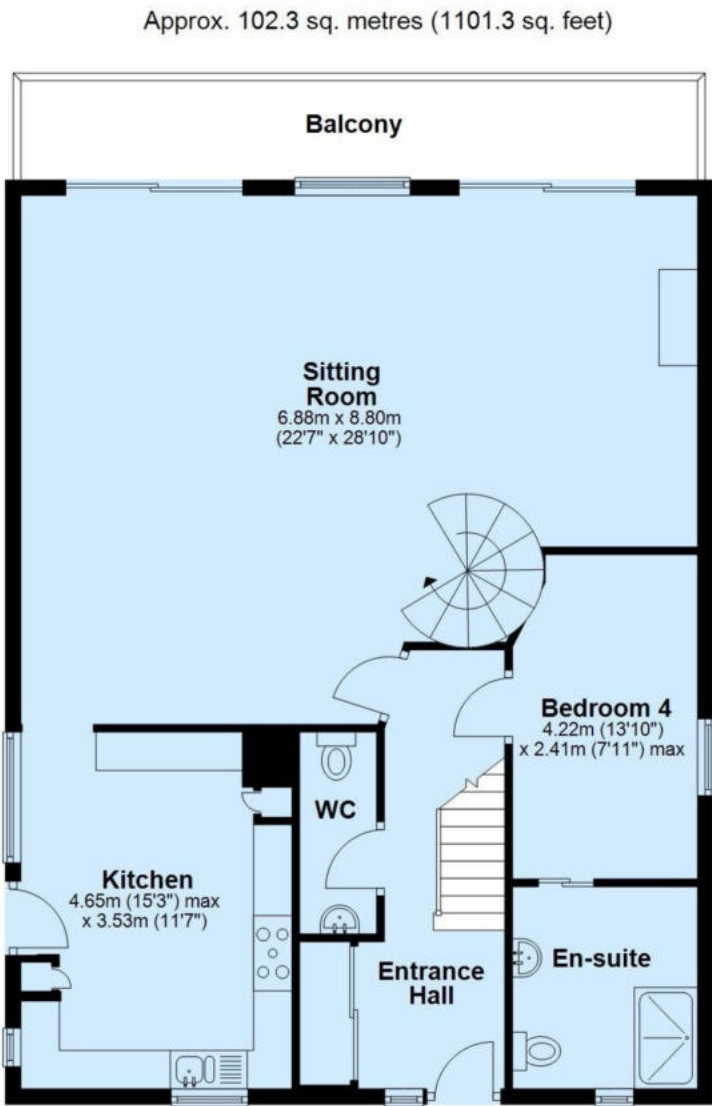 Approx. 102.3 sq. metres (1101.3 sq. feet)
Balcony
Sitting
Room
6.88m x 8.80m
(22'7" x 28'10")
Bedroom 4
4.22m (13'10")
x 2.41m (7'11") max
WC
Kitchen
4.65m (15'3") max
x 3.53m (11'7")
Entrance
Hall
En-suite